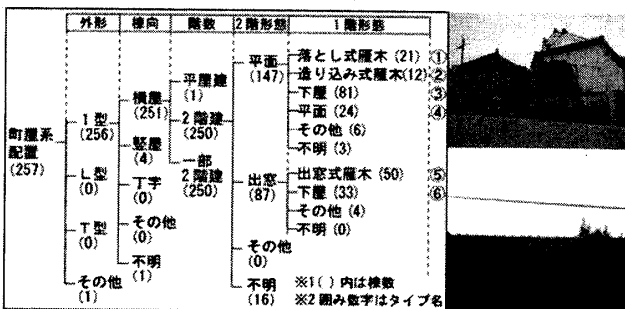 外形 棟向 階数 2階形態 1階形態
町屋系配置 (257)
I型 (256)
L型 (0)
T型 (0)
その他 (1)
横屋 (251)
竪屋 (4)
丁字 (0)
その他 (0)
不明 (1)
平屋建 (1)
2階建 (250)
一部2階建 (250)
平面 (147)
出窓 (87)
その他 (0)
不明 (16)
落とし式雁木 (21) ①
造り込み式雁木(12) ②
下屋 (81) ③
平面 (24) ④
その他 (6)
不明 (3)
出窓式雁木 (50) ⑤
下屋 (33) ⑥
その他 (4)
不明 (0)
※1 ( ) 内は棟数
※2 囲み数字はタイプ名